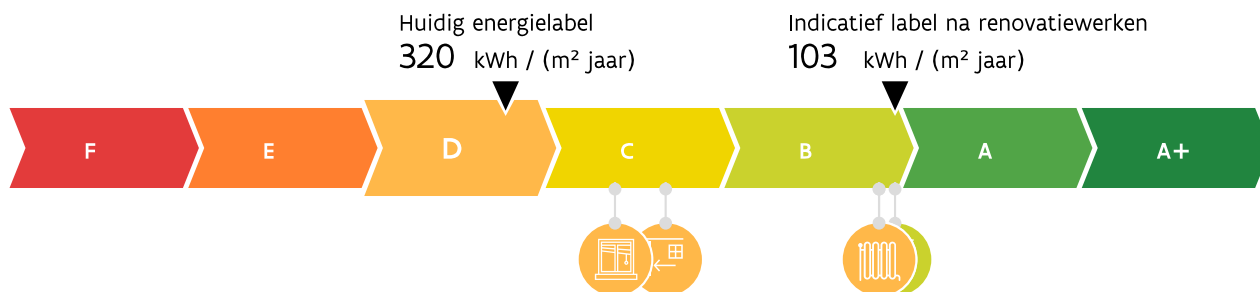 Huidig energielabel
320 kWh / (m² jaar)
Indicatief label na renovatiewerken
103 kWh / (m² jaar)
F E D C B A A+